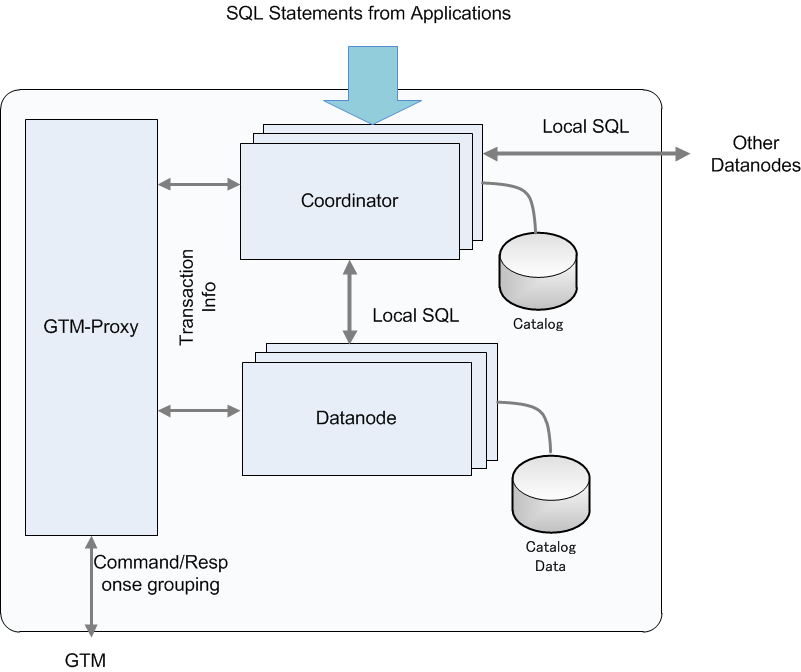 SQL Statements from Applications
Local SQL
Other
Datanodes
Coordinator
Transaction
Info
GTM-Proxy
Local SQL
Catalog
Datanode
Catalog
Data
Command/Resp
onse grouping
GTM